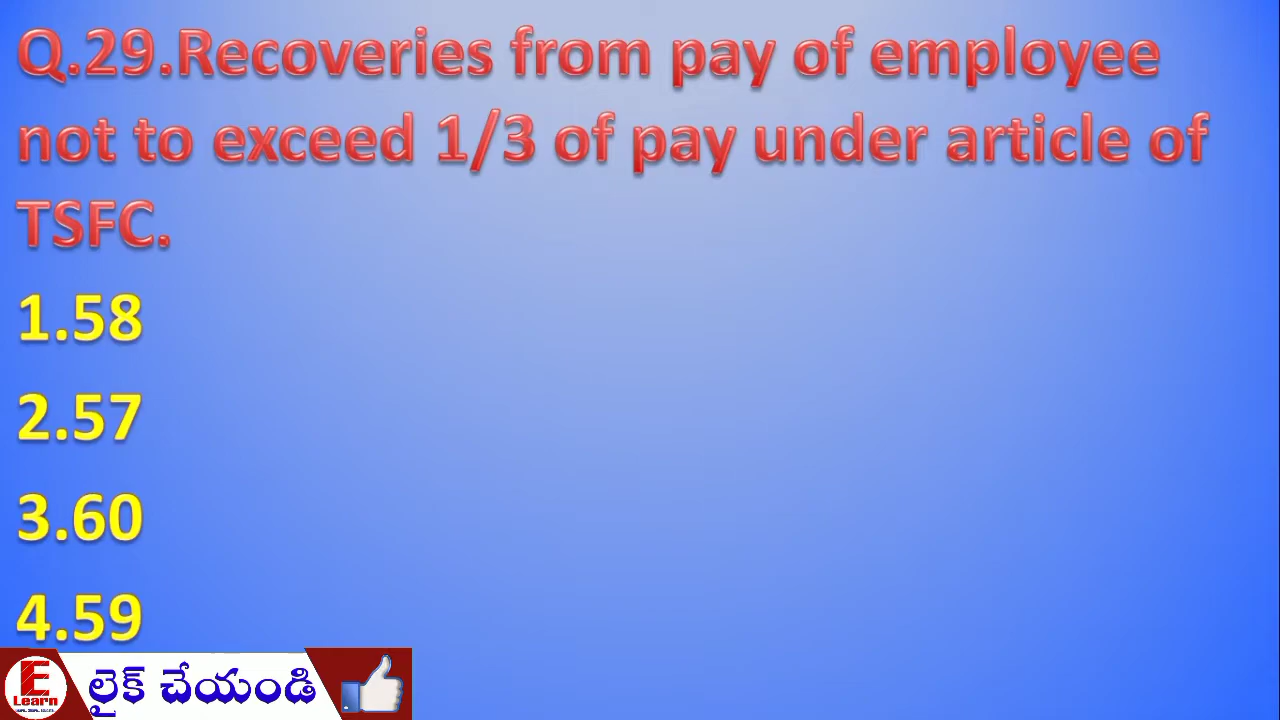 Q.29.Recoveries from pay of employee
not to exceed 1/3 of pay under article of
TSFC.
1.58
2.57
3.60
4.59
E
Learn
లైక్ చేయండి